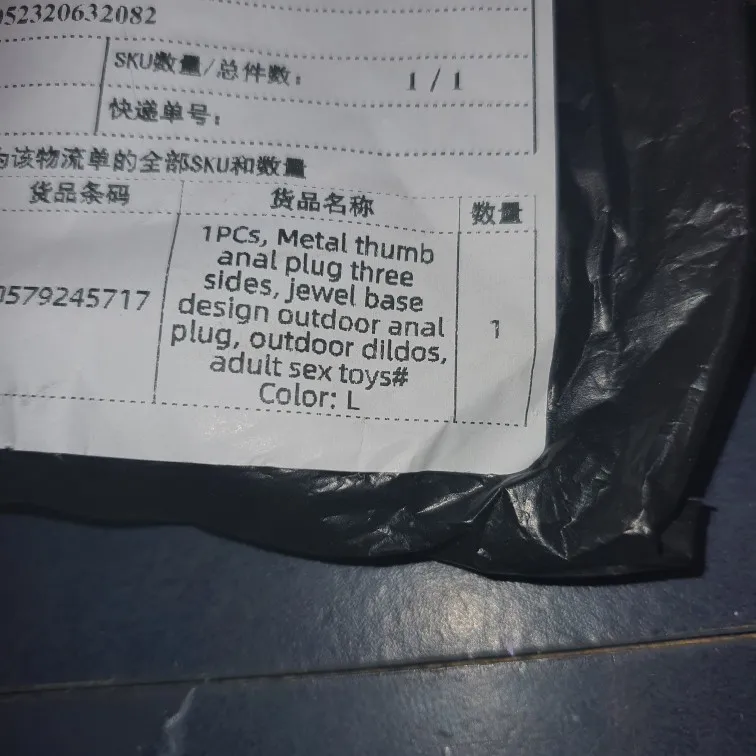 052320632082
SKU数量/总件数: 1 / 1
快递单号:
为该物流单的全部SKU和数量
货品条码 货品名称 数量
1PCs, Metal thumb
anal plug three
sides, jewel base
design outdoor anal
plug, outdoor dildos,
adult sex toys#
Color: L
0579245717 1